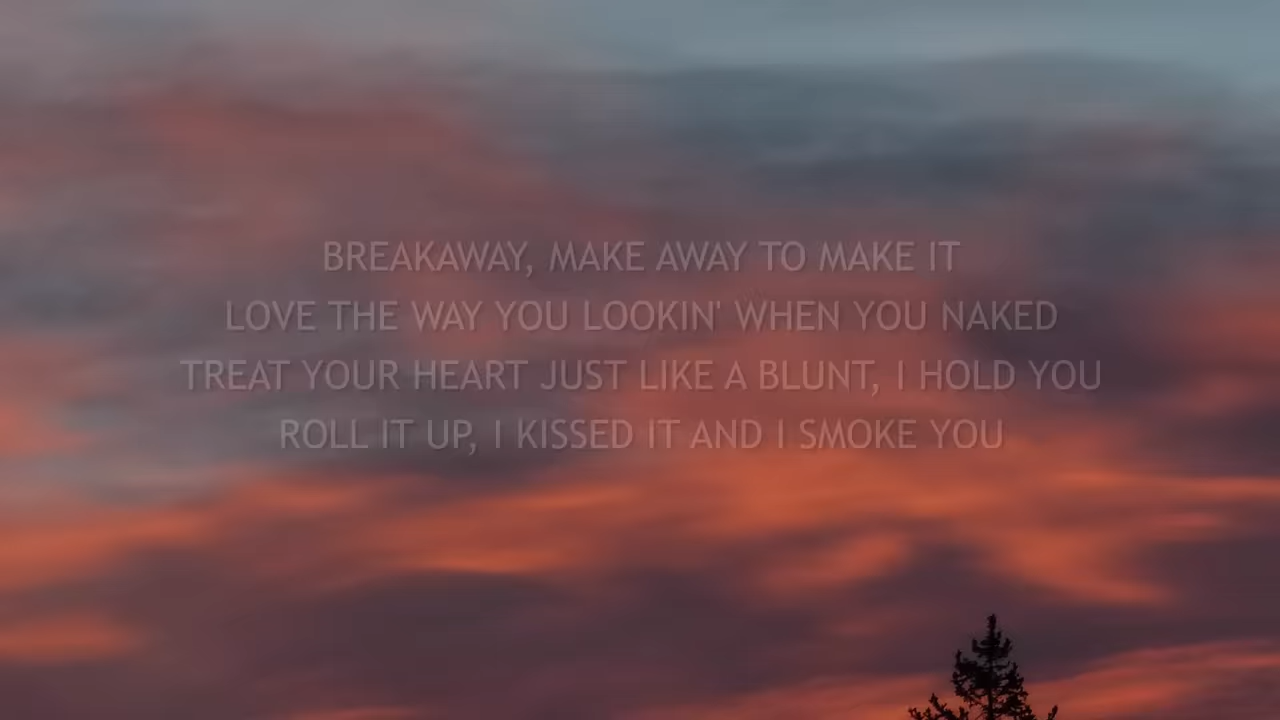 BREAKAWAY, MAKE AWAY TO MAKE IT
LOVE THE WAY YOU LOOKIN' WHEN YOU NAKED
TREAT YOUR HEART JUST LIKE A BLUNT, I HOLD YOU
ROLL IT UP, I KISSED IT AND I SMOKE YOU